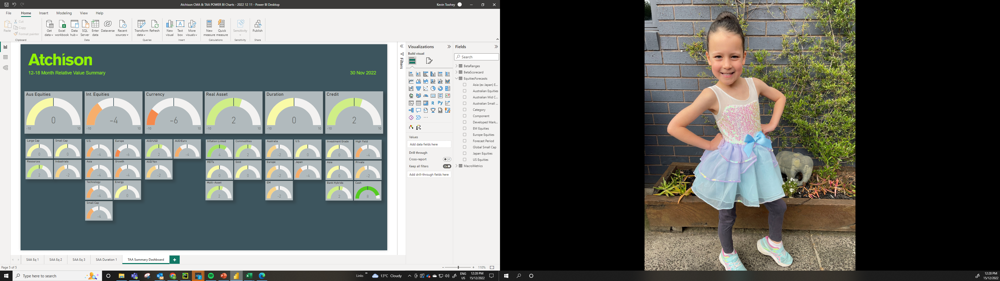 Atchison CMA & TAA POWER BI Charts - 2022 12 11 - Power BI Desktop
Kevin Toohey
File Home Insert Modeling View Help
Paste
Cut
Copy
Format painter
Clipboard
Get data
Excel workbook
Data hub
SQL Server
Enter data
Dataverse
Recent sources
Data
Transform data
Refresh
Queries
New visual
Text box
More visuals
Insert
New measure
Quick measure
Calculations
Sensitivity
Sensitivity
Publish
Share
Atchison
12-18 Month Relative Value Summary
30 Nov 2022
Aus Equities
0
-10 10
Int. Equities
-4
-10 10
Currency
-6
-10 10
Real Asset
2
-10 10
Duration
0
-10 10
Credit
2
-10 10
Large Cap
0
Small Cap
0
Resources
2
Industrials
-2
U.S.
-4
Europe
-6
Asia
-4
Growth
-4
Technology
-4
Energy
0
Small Cap
-4
AUD/USD
2
AUD/Euro
-4
AUD/Yen
-2
Inflation Linked
4
Commodities
2
REITs
0
Gold
0
Multi-Asset
2
Australia
-2
U.S.
0
Europe
-2
Japan
-4
EM
-2
Investment Grade
0
High Yield
-4
Asia
0
Private
-2
Bank Hybrids
2
Cash
8
Filters
Visualizations
Build visual
R
Py
123
Values
Add data fields here
Drill through
Cross-report
Off
Keep all filters
On
Add drill-through fields here
Fields
Search
BetaRanges
BetaScorecard
EquitiesForecasts
Asia (ex Japan) E...
Australian Equities
Australian Mid C...
Australian Small ...
Category
Component
Developed Mark...
EM Equities
Europe Equities
Forecast Period
Global Small Cap
Japan Equities
US Equities
MacroMetrics
SAA Eq 1
SAA Eq 2
SAA Eq 3
SAA Duration 1
TAA Summary Dashboard
+
Page 5 of 5
- + 110%
Type here to search
Links
13°C Cloudy
ENG
US
12:28 PM
15/12/2022
12:28 PM
15/12/2022